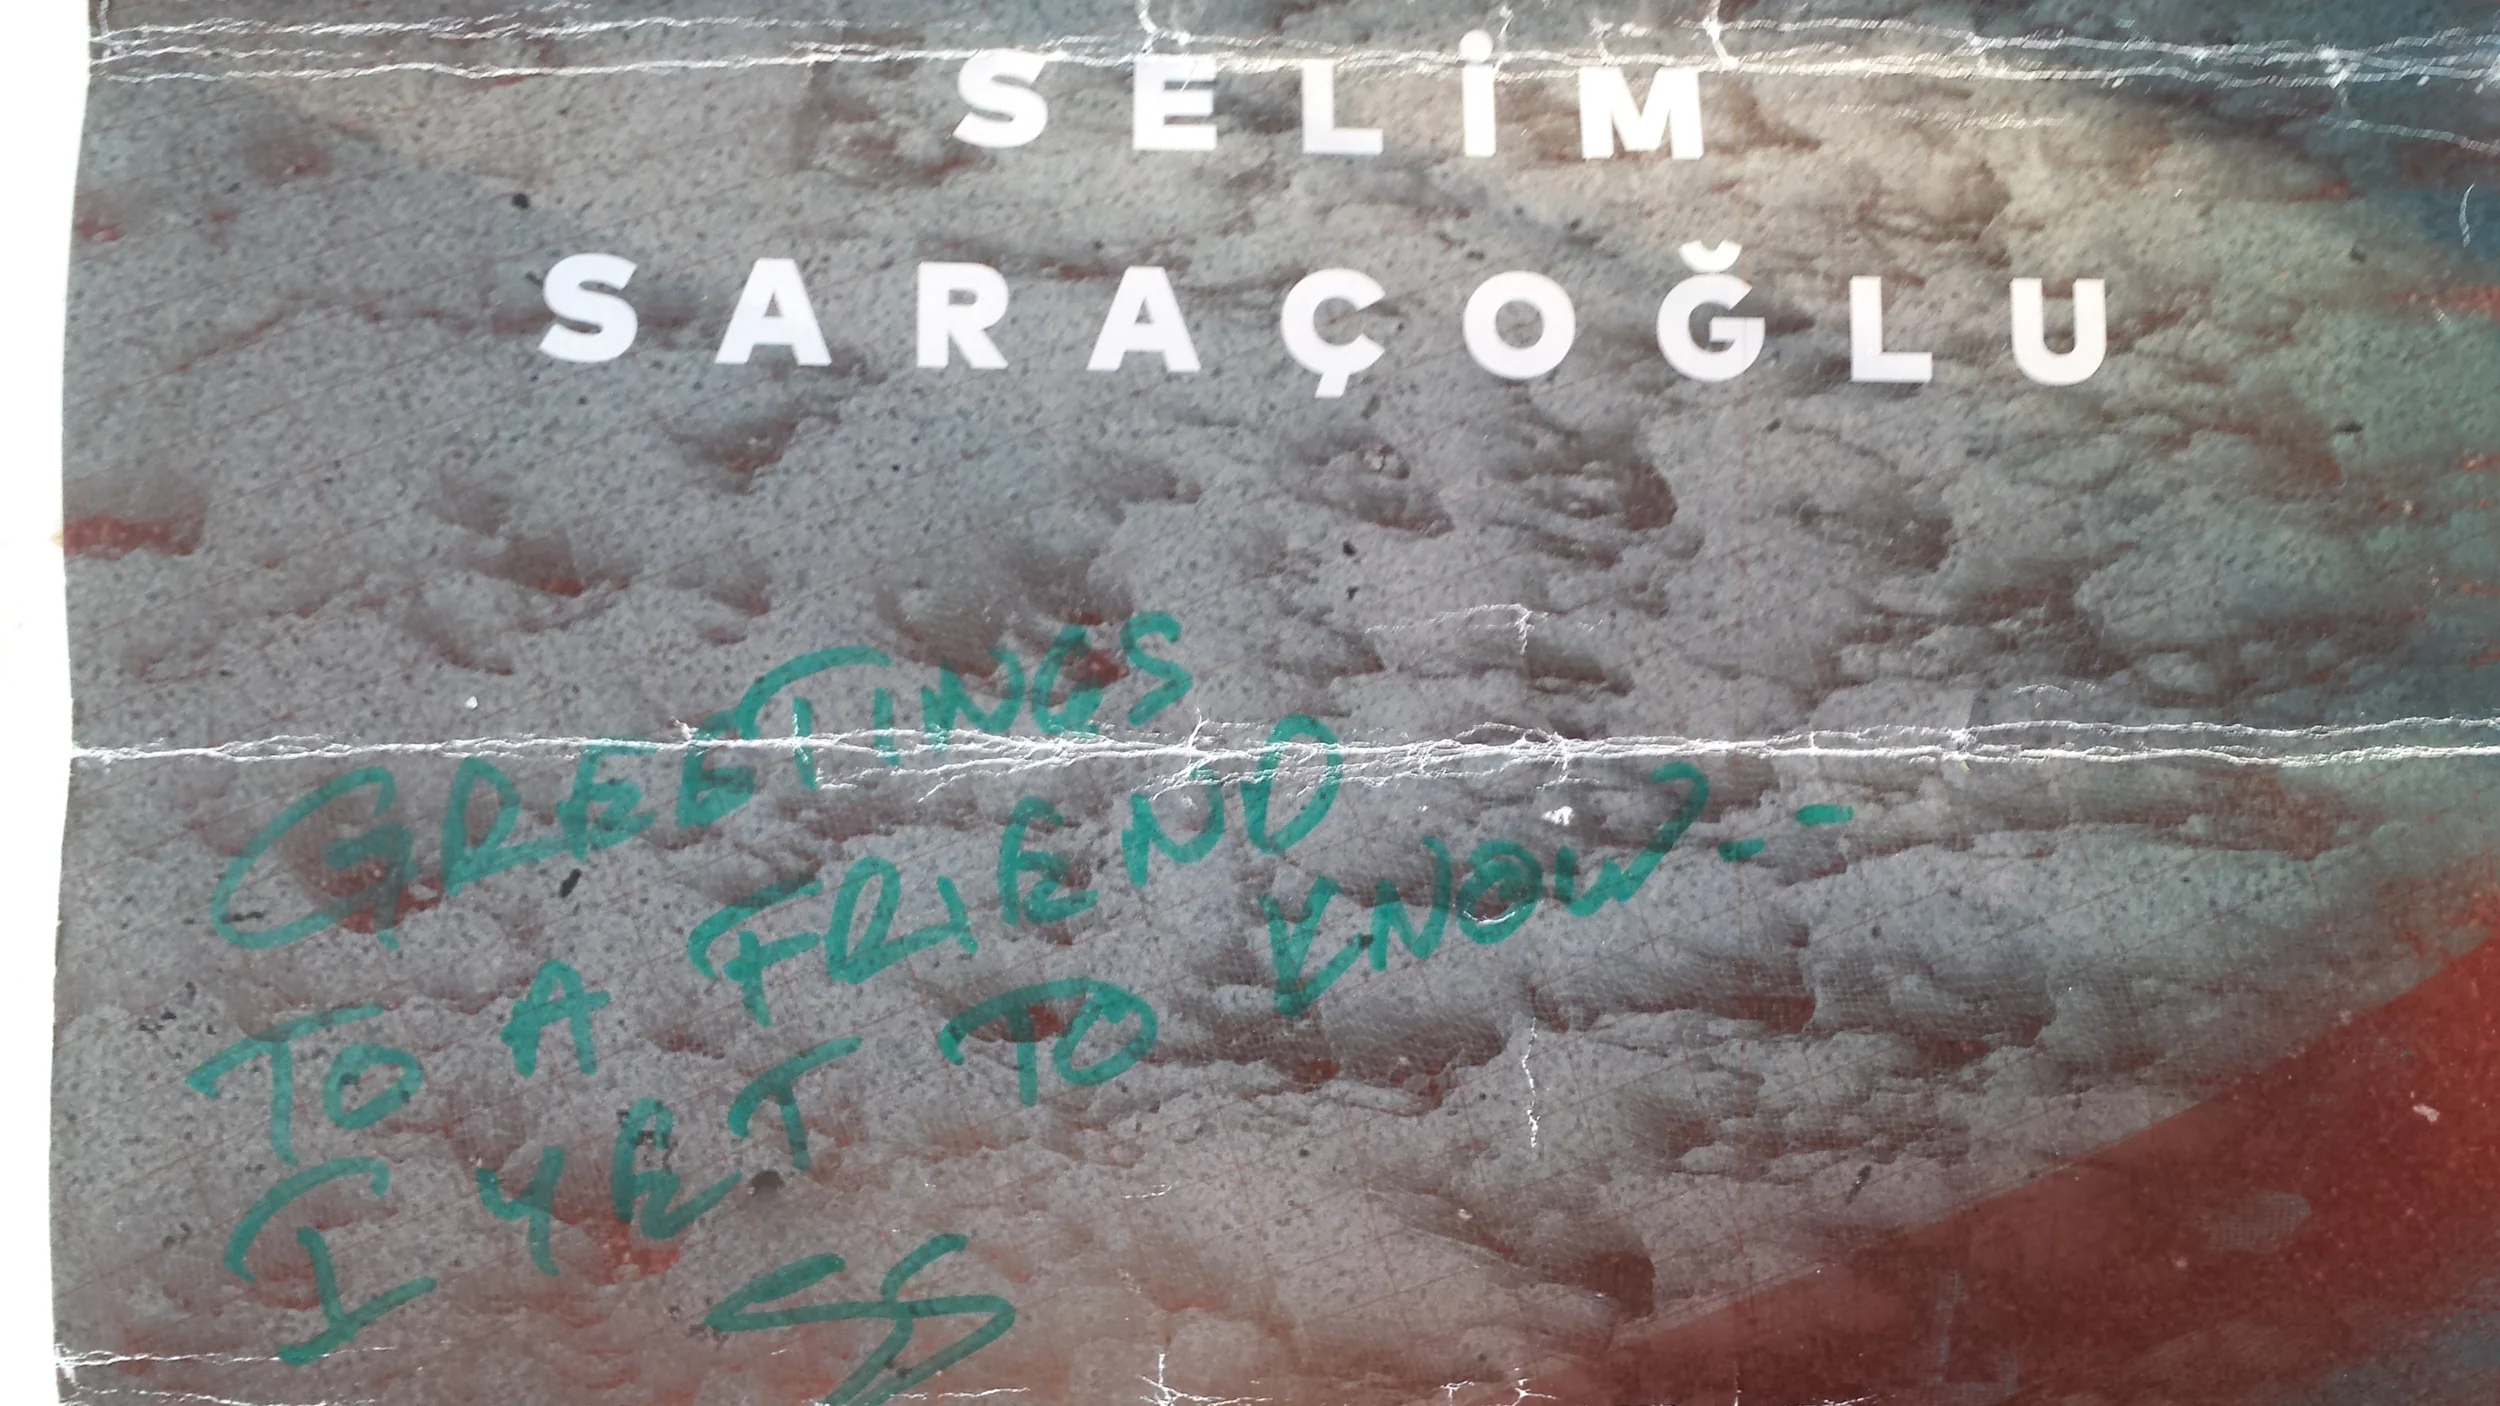 SELİM
SARAÇOĞLU
GREETINGS
TO A FRIEND
I YET TO KNOW--
SS